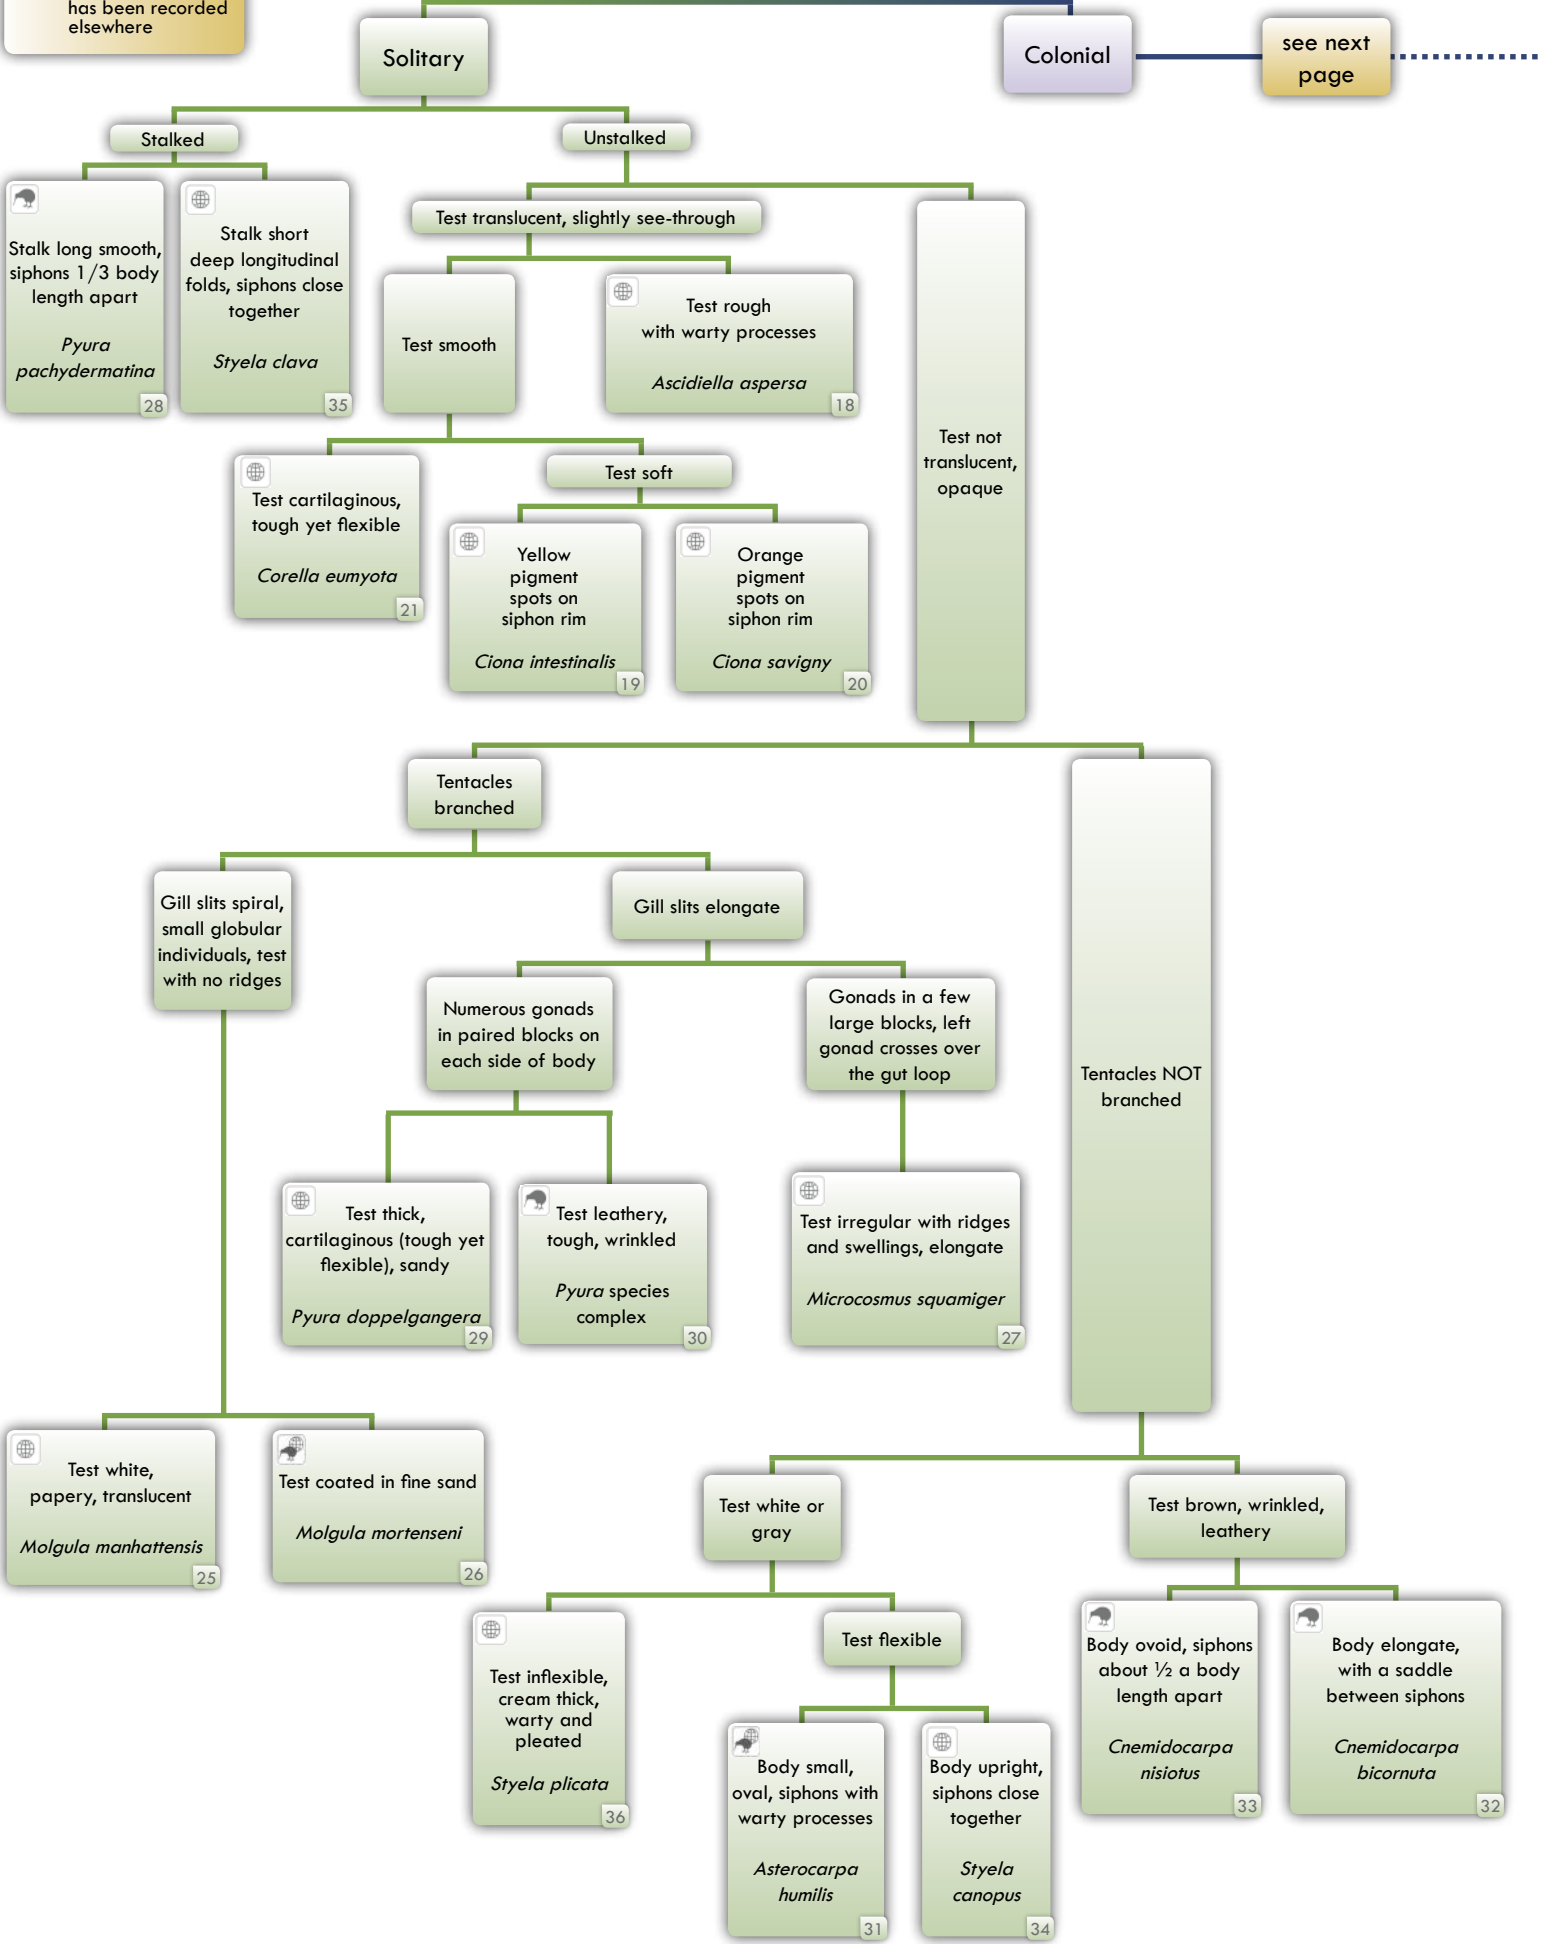 has been recorded
elsewhere
Solitary
Colonial
see next
page
Stalked
Unstalked
Stalk long smooth,
siphons 1/3 body
length apart
Pyura
pachydermatina
28
Stalk short
deep longitudinal
folds, siphons close
together
Styela clava
35
Test translucent, slightly see-through
Test smooth
Test rough
with warty processes
Ascidiella aspersa
18
Test not
translucent,
opaque
Test cartilaginous,
tough yet flexible
Corella eumyota
21
Test soft
Yellow
pigment
spots on
siphon rim
Ciona intestinalis
19
Orange
pigment
spots on
siphon rim
Ciona savigny
20
Tentacles
branched
Tentacles NOT
branched
Gill slits spiral,
small globular
individuals, test
with no ridges
Gill slits elongate
Numerous gonads
in paired blocks on
each side of body
Gonads in a few
large blocks, left
gonad crosses over
the gut loop
Test thick,
cartilaginous (tough yet
flexible), sandy
Pyura doppelgangera
29
Test leathery,
tough, wrinkled
Pyura species
complex
30
Test irregular with ridges
and swellings, elongate
Microcosmus squamiger
27
Test white,
papery, translucent
Molgula manhattensis
25
Test coated in fine sand
Molgula mortenseni
26
Test white or
gray
Test brown, wrinkled,
leathery
Test inflexible,
cream thick,
warty and
pleated
Styela plicata
36
Test flexible
Body small,
oval, siphons with
warty processes
Asterocarpa
humilis
31
Body upright,
siphons close
together
Styela
canopus
34
Body ovoid, siphons
about ½ a body
length apart
Cnemidocarpa
nisiotus
33
Body elongate,
with a saddle
between siphons
Cnemidocarpa
bicornuta
32